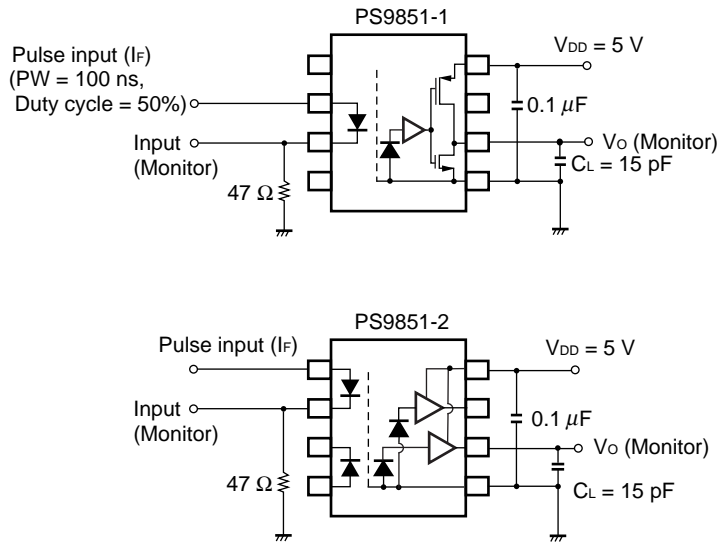 PS9851-1
Pulse input (IF)
(PW = 100 ns,
Duty cycle = 50%)
Input
(Monitor)
47 Ω
VDD = 5 V
0.1 μF
VO (Monitor)
CL = 15 pF
PS9851-2
Pulse input (IF)
Input
(Monitor)
47 Ω
VDD = 5 V
0.1 μF
VO (Monitor)
CL = 15 pF